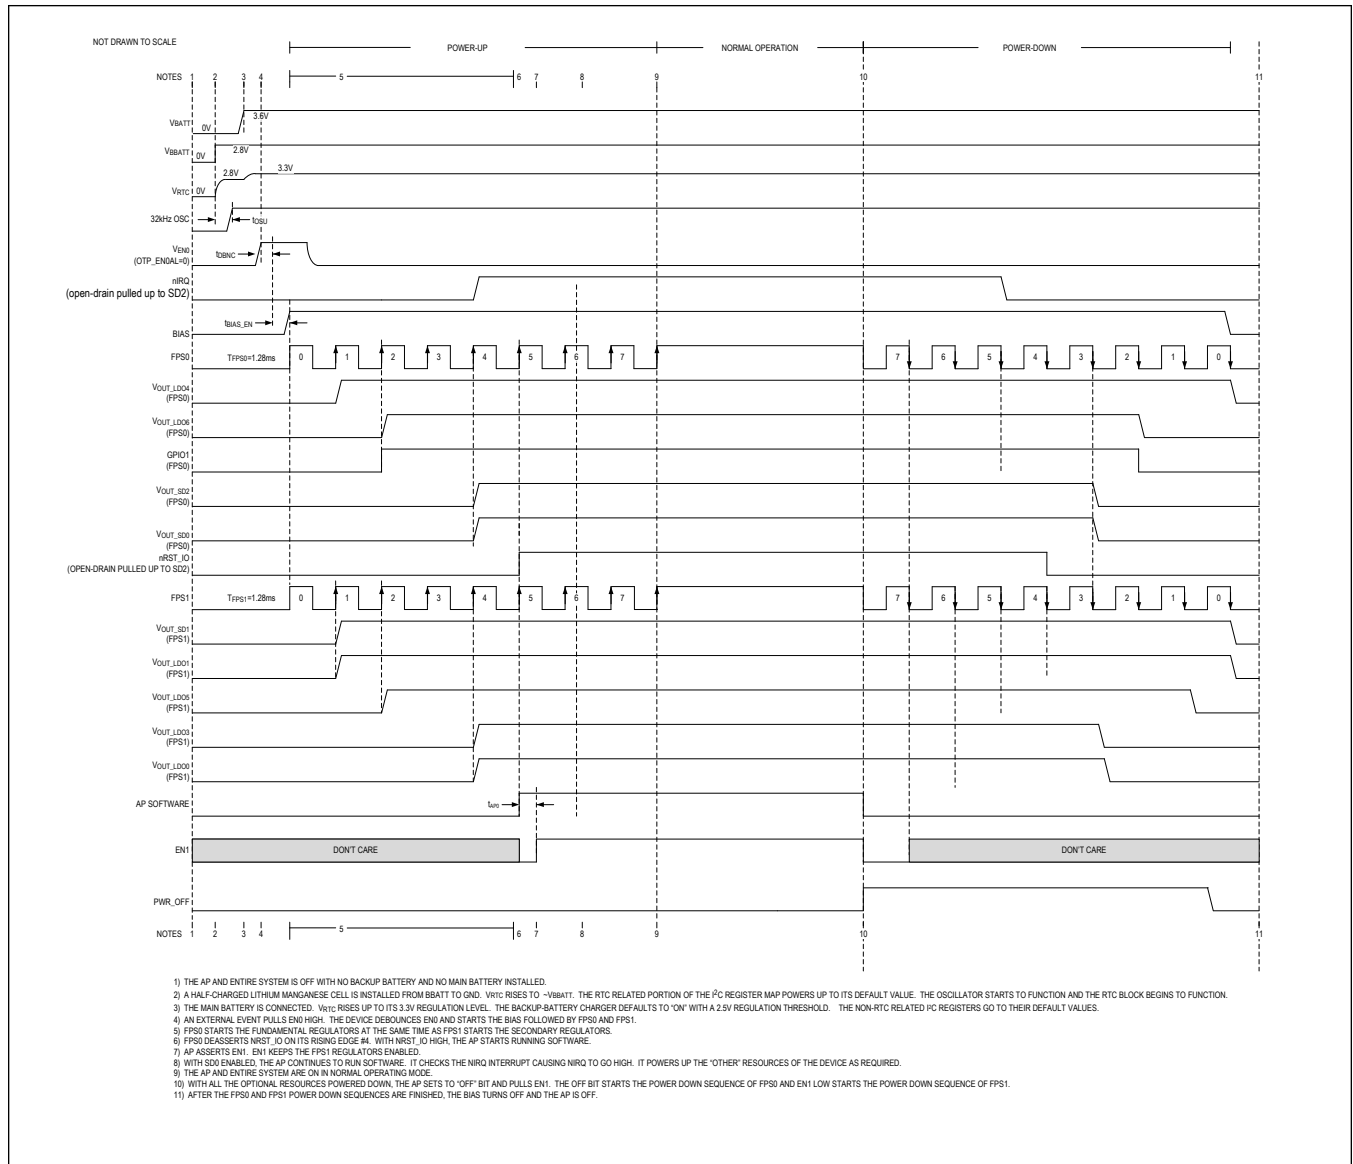 NOT DRAWN TO SCALE
POWER-UP
NORMAL OPERATION
POWER-DOWN
NOTES 1 2 3 4 5 6 7 8 9 10 11
VBATT 0V 3.6V
VBBATT 0V 2.8V
VRTC 0V 2.8V 3.3V
32kHz OSC tOSU
VEN0 tDBNC
(OTP_EN0AL=0)
nIRQ
(open-drain pulled up to SD2)
tBIAS_EN
BIAS
FPS0 TFPS0=1.28ms 0 1 2 3 4 5 6 7 7 6 5 4 3 2 1 0
VOUT_LDO4
(FPS0)
VOUT_LDO6
(FPS0)
GPIO1
(FPS0)
VOUT_SD2
(FPS0)
VOUT_SD0
(FPS0)
nRST_IO
(OPEN-DRAIN PULLED UP TO SD2)
FPS1 TFPS1=1.28ms 0 1 2 3 4 5 6 7 7 6 5 4 3 2 1 0
VOUT_SD1
(FPS1)
VOUT_LDO1
(FPS1)
VOUT_LDO5
(FPS1)
VOUT_LDO3
(FPS1)
VOUT_LDO0
(FPS1)
AP SOFTWARE tAP0
EN1 DON'T CARE DON'T CARE
PWR_OFF
NOTES 1 2 3 4 5 6 7 8 9 10 11
1) THE AP AND ENTIRE SYSTEM IS OFF WITH NO BACKUP BATTERY AND NO MAIN BATTERY INSTALLED.
2) A HALF-CHARGED LITHIUM MANGANESE CELL IS INSTALLED FROM BBATT TO GND. VRTC RISES TO ~VBBATT. THE RTC RELATED PORTION OF THE I2C REGISTER MAP POWERS UP TO ITS DEFAULT VALUE. THE OSCILLATOR STARTS TO FUNCTION AND THE RTC BLOCK BEGINS TO FUNCTION.
3) THE MAIN BATTERY IS CONNECTED. VRTC RISES UP TO ITS 3.3V REGULATION LEVEL. THE BACKUP-BATTERY CHARGER DEFAULTS TO “ON” WITH A 2.5V REGULATION THRESHOLD. THE NON-RTC RELATED I2C REGISTERS GO TO THEIR DEFAULT VALUES.
4) AN EXTERNAL EVENT PULLS EN0 HIGH. THE DEVICE DEBOUNCES EN0 AND STARTS THE BIAS FOLLOWED BY FPS0 AND FPS1.
5) FPS0 STARTS THE FUNDAMENTAL REGULATORS AT THE SAME TIME AS FPS1 STARTS THE SECONDARY REGULATORS.
6) FPS0 DEASSERTS NRST_IO ON ITS RISING EDGE #4. WITH NRST_IO HIGH, THE AP STARTS RUNNING SOFTWARE.
7) AP ASSERTS EN1. EN1 KEEPS THE FPS1 REGULATORS ENABLED.
8) WITH SD0 ENABLED, THE AP CONTINUES TO RUN SOFTWARE. IT CHECKS THE NIRQ INTERRUPT CAUSING NIRQ TO GO HIGH. IT POWERS UP THE “OTHER” RESOURCES OF THE DEVICE AS REQUIRED.
9) THE AP AND ENTIRE SYSTEM ARE ON IN NORMAL OPERATING MODE.
10) WITH ALL THE OPTIONAL RESOURCES POWERED DOWN, THE AP SETS TO “OFF” BIT AND PULLS EN1. THE OFF BIT STARTS THE POWER DOWN SEQUENCE OF FPS0 AND EN1 LOW STARTS THE POWER DOWN SEQUENCE OF FPS1.
11) AFTER THE FPS0 AND FPS1 POWER DOWN SEQUENCES ARE FINISHED, THE BIAS TURNS OFF AND THE AP IS OFF.